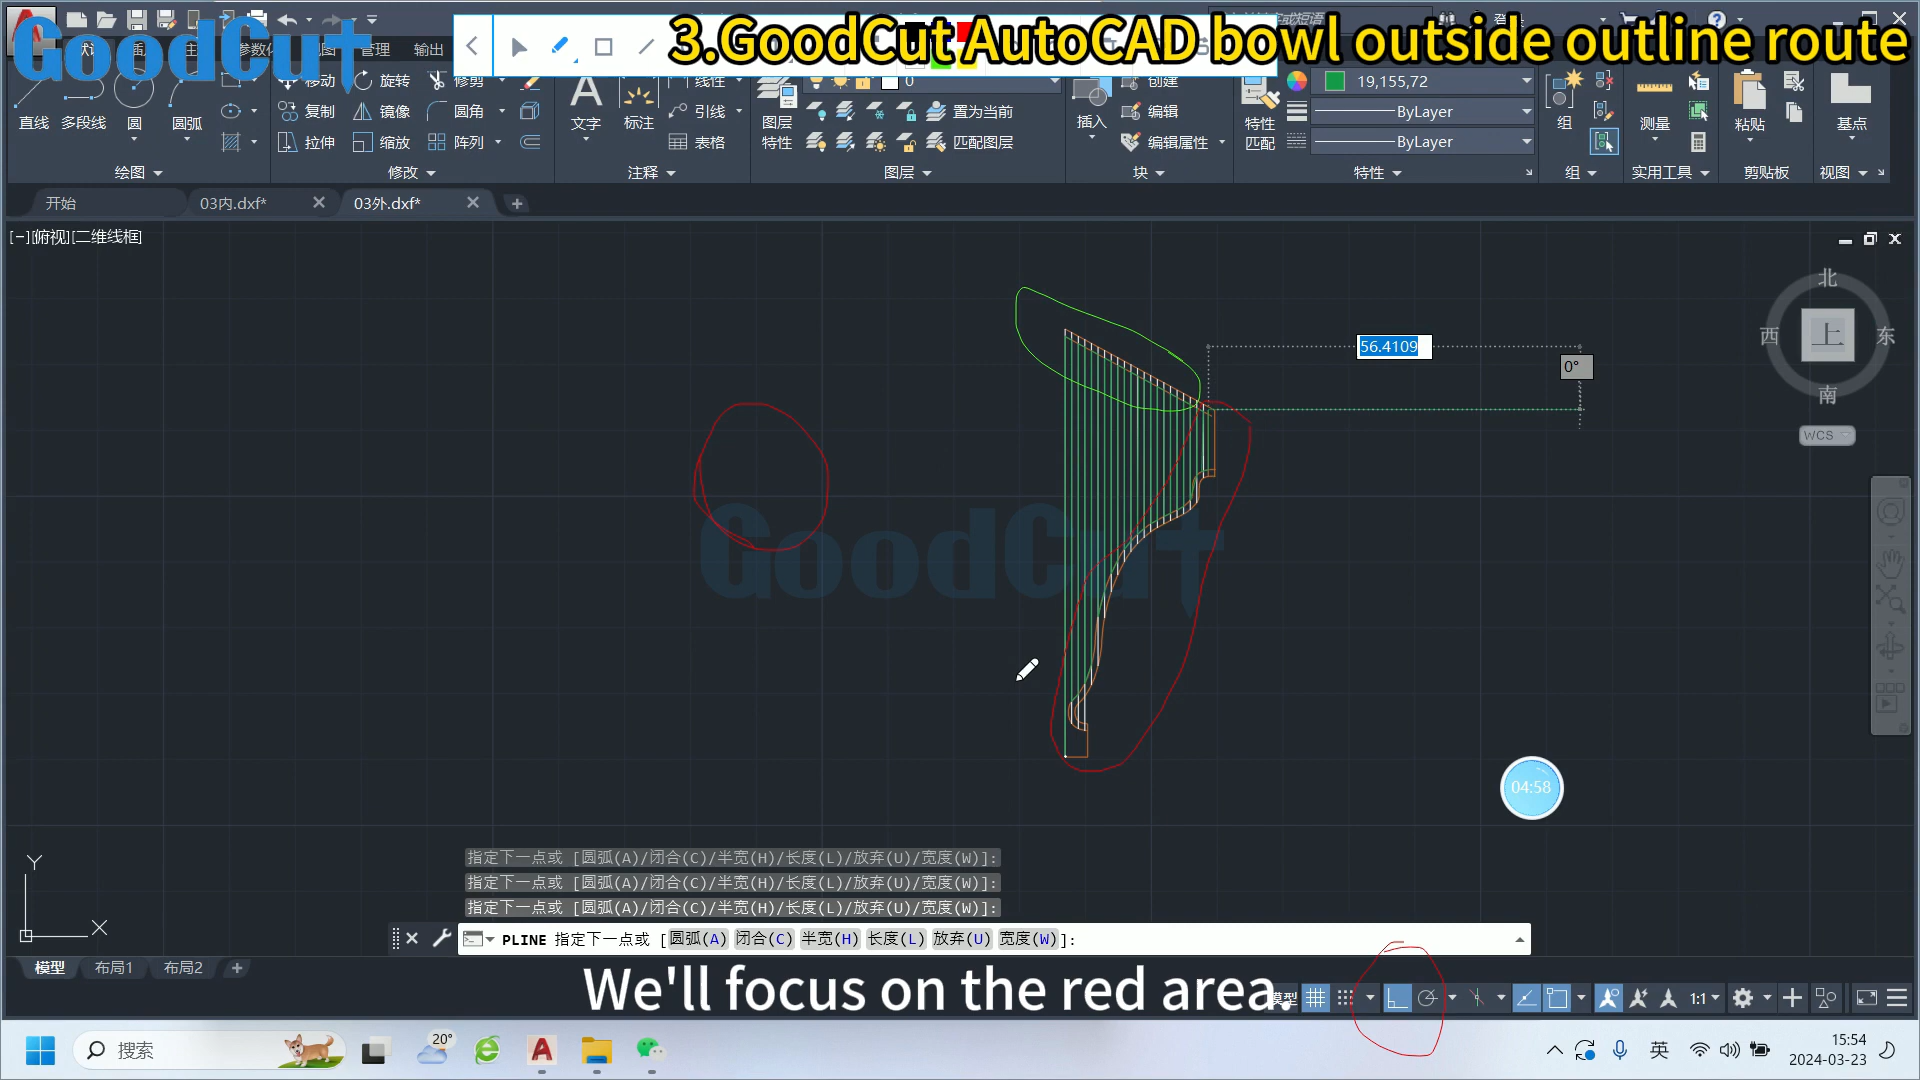 GoodCut
3.GoodCut AutoCAD bowl outside outline route
管理
输出
移动
旋转
修剪
线性
0
创建
19,155,72
直线
多段线
圆
圆弧
复制
镜像
圆角
文字
标注
引线
图层
特性
置为当前
插入
编辑
特性
匹配
ByLayer
组
测量
粘贴
基点
拉伸
缩放
阵列
表格
匹配图层
编辑属性
ByLayer
绘图
修改
注释
图层
块
特性
组
实用工具
剪贴板
视图
开始
03内.dxf*
03外.dxf*
[−][俯视][二维线框]
北
西
上
东
南
WCS
56.4109
0°
GoodCut
04:58
Y
X
指定下一点或 [圆弧(A)/闭合(C)/半宽(H)/长度(L)/放弃(U)/宽度(W)]:
指定下一点或 [圆弧(A)/闭合(C)/半宽(H)/长度(L)/放弃(U)/宽度(W)]:
指定下一点或 [圆弧(A)/闭合(C)/半宽(H)/长度(L)/放弃(U)/宽度(W)]:
PLINE 指定下一点或 [圆弧(A) 闭合(C) 半宽(H) 长度(L) 放弃(U) 宽度(W)]:
模型
布局1
布局2
We'll focus on the red area.
模型
1:1
搜索
20°
英
15:54
2024-03-23